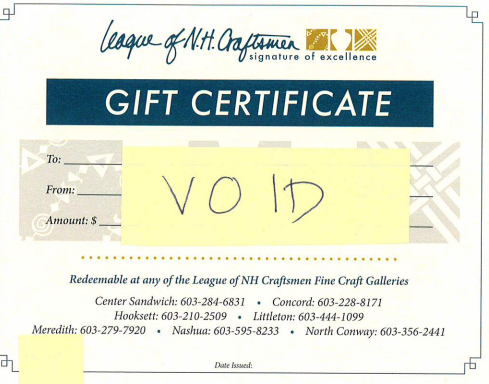 League of N.H. Craftsmen
signature of excellence
GIFT CERTIFICATE
To:
From:
Amount: $
VOID
Redeemable at any of the League of NH Craftsmen Fine Craft Galleries
Center Sandwich: 603-284-6831 • Concord: 603-228-8171
Hooksett: 603-210-2509 • Littleton: 603-444-1099
Meredith: 603-279-7920 • Nashua: 603-595-8233 • North Conway: 603-356-2441
Date Issued: